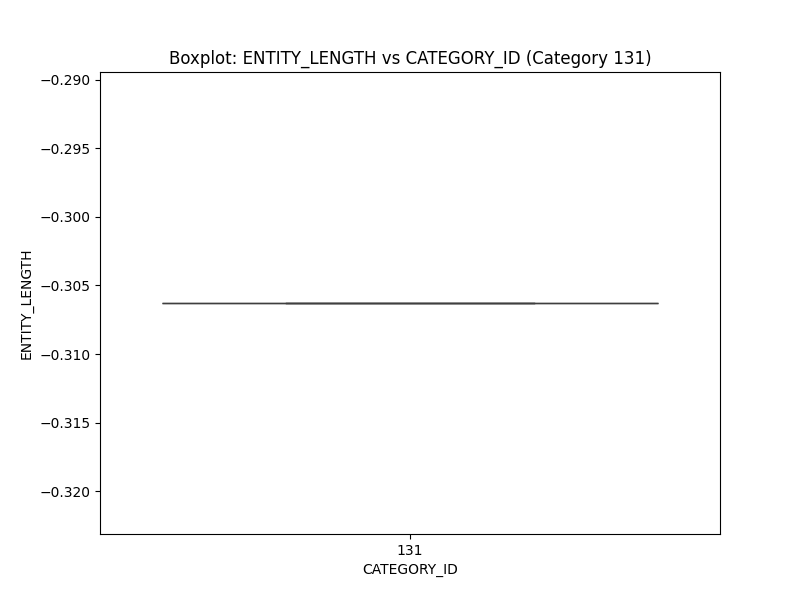 Boxplot: ENTITY_LENGTH vs CATEGORY_ID (Category 131)
−0.290
−0.295
−0.300
−0.305
−0.310
−0.315
−0.320
ENTITY_LENGTH
131
CATEGORY_ID